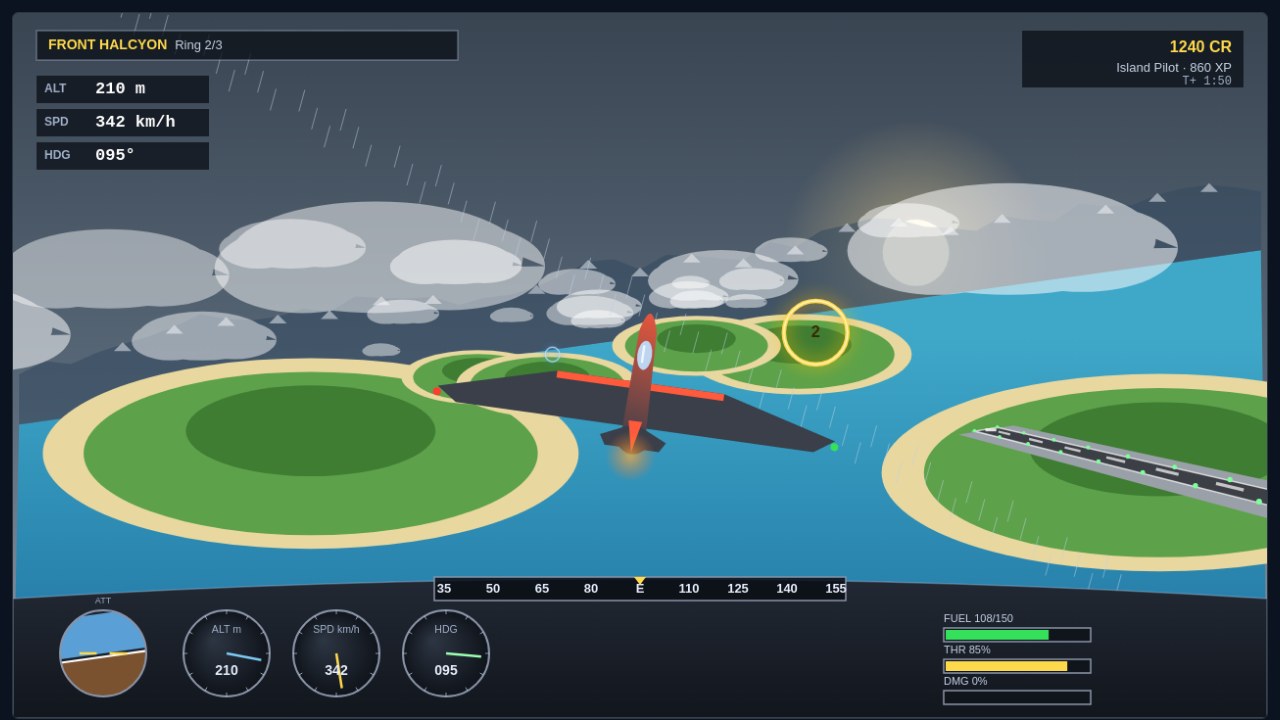 FRONT HALCYON Ring 2/3
1240 CR
Island Pilot · 860 XP
T+ 1:50
ALT 210 m
SPD 342 km/h
HDG 095°
2
35 50 65 80 E 110 125 140 155
ATT
ALT m
210
SPD km/h
342
HDG
095
FUEL 108/150
THR 85%
DMG 0%